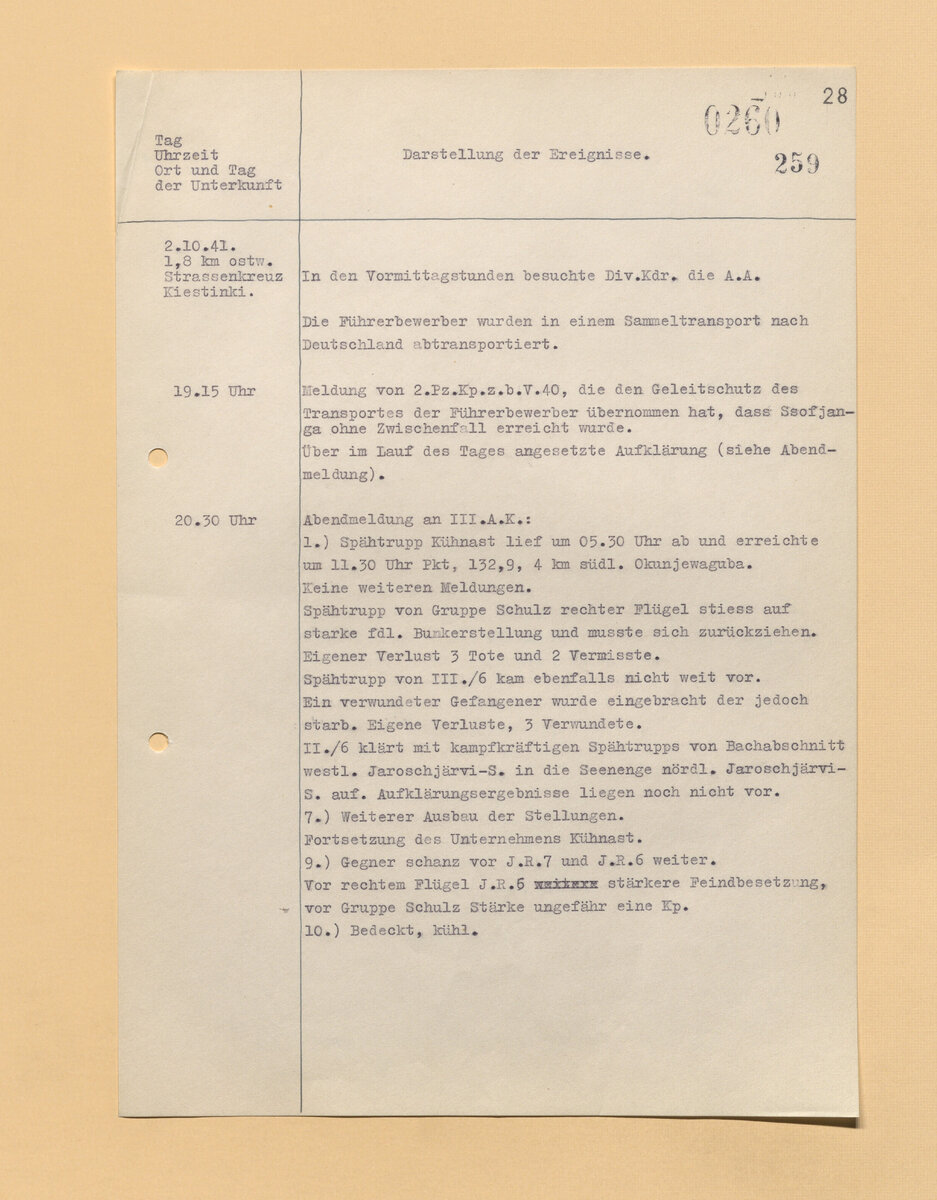 28
0260
259
Tag
Uhrzeit
Ort und Tag
der Unterkunft
Darstellung der Ereignisse.
2.10.41.
1,8 km ostw.
Strassenkreuz
Kiestinki.
In den Vormittagstunden besuchte Div.Kdr. die A.A.
Die Führerbewerber wurden in einem Sammeltransport nach
Deutschland abtransportiert.
19.15 Uhr
Meldung von 2.Pz.Kp.z.b.V.40, die den Geleitschutz des
Transportes der Führerbewerber übernommen hat, dass Ssofjan-
ga ohne Zwischenfall erreicht wurde.
Über im Lauf des Tages angesetzte Aufklärung (siehe Abend-
meldung).
20.30 Uhr
Abendmeldung an III.A.K.:
1.) Spähtrupp Kühnast lief um 05.30 Uhr ab und erreichte
um 11.30 Uhr Pkt, 132,9, 4 km südl. Okunjewaguba.
Keine weiteren Meldungen.
Spähtrupp von Gruppe Schulz rechter Flügel stiess auf
starke fdl. Bunkerstellung und musste sich zurückziehen.
Eigener Verlust 3 Tote und 2 Vermisste.
Spähtrupp von III./6 kam ebenfalls nicht weit vor.
Ein verwundeter Gefangener wurde eingebracht der jedoch
starb. Eigene Verluste, 3 Verwundete.
II./6 klärt mit kampfkräftigen Spähtrupps von Bachabschnitt
westl. Jaroschjärvi-S. in die Seenenge nördl. Jaroschjärvi-
S. auf. Aufklärungsergebnisse liegen noch nicht vor.
7.) Weiterer Ausbau der Stellungen.
Fortsetzung des Unternehmens Kühnast.
9.) Gegner schanz vor J.R.7 und J.R.6 weiter.
Vor rechtem Flügel J.R.6 stärkere Feindbesetzung,
vor Gruppe Schulz Stärke ungefähr eine Kp.
10.) Bedeckt, kühl.